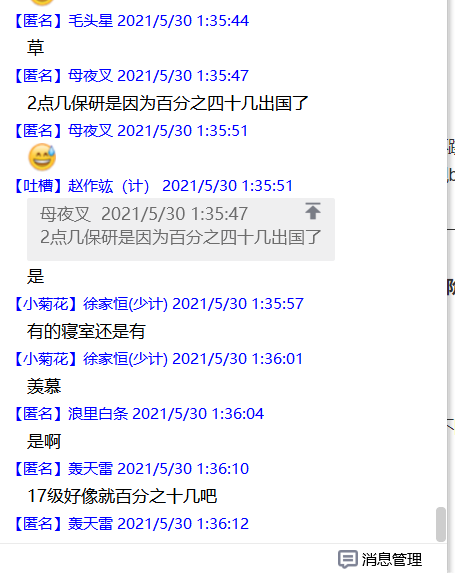 【匿名】毛头星 2021/5/30 1:35:44
草
【匿名】母夜叉 2021/5/30 1:35:47
2点几保研是因为百分之四十几出国了
【匿名】母夜叉 2021/5/30 1:35:51
【吐槽】赵作竑（计） 2021/5/30 1:35:51
母夜叉 2021/5/30 1:35:47
2点几保研是因为百分之四十几出国了
是
【小菊花】徐家恒(少计) 2021/5/30 1:35:57
有的寝室还是有
【小菊花】徐家恒(少计) 2021/5/30 1:36:01
羡慕
【匿名】浪里白条 2021/5/30 1:36:04
是啊
【匿名】轰天雷 2021/5/30 1:36:10
17级好像就百分之十几吧
【匿名】轰天雷 2021/5/30 1:36:12
消息管理